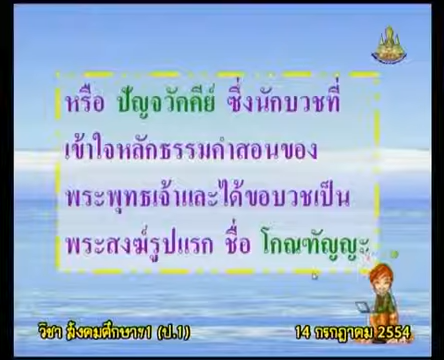 หรือ ปัญจวัคคีย์ ซึ่งนักบวชที่
เข้าใจหลักธรรมคำสอนของ
พระพุทธเจ้าและได้ขอบวชเป็น
พระสงฆ์รูปแรก ชื่อ โกณฑัญญะ
วิชา สังคมศึกษาฯ1 (ป.1)
14 กรกฎาคม 2554